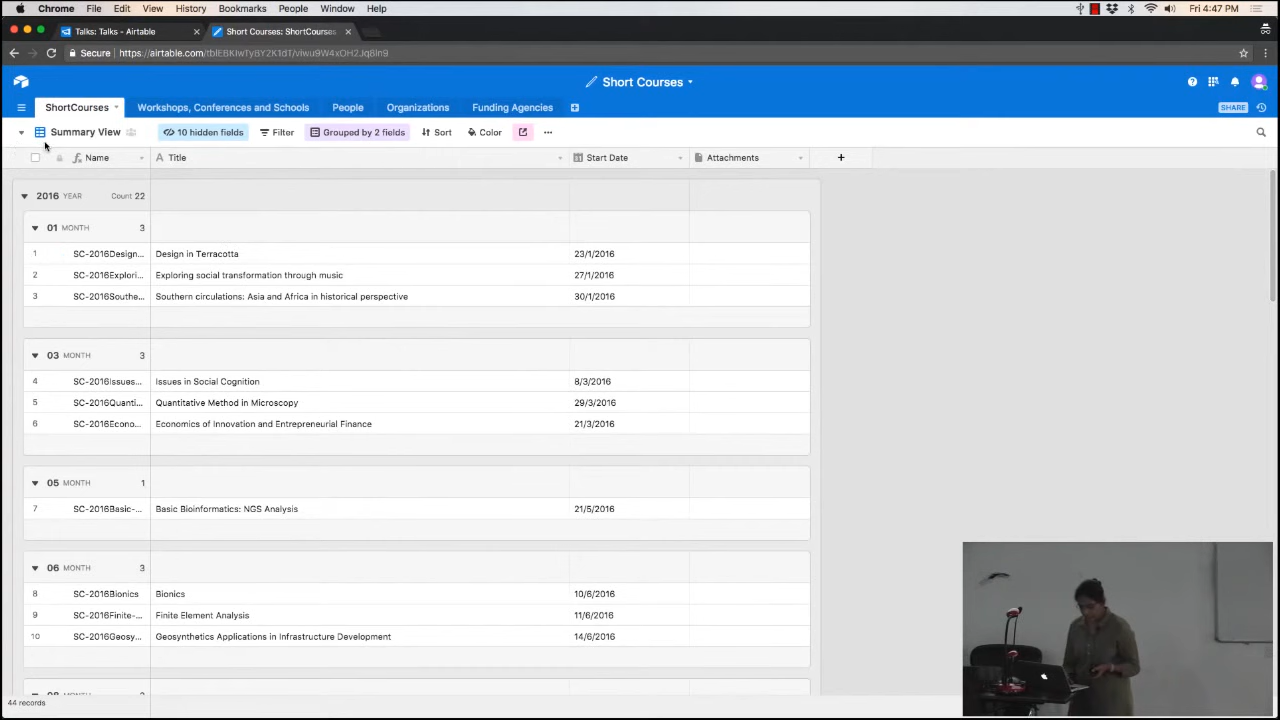 Chrome File Edit View History Bookmarks People Window Help Fri 4:47 PM
Talks: Talks - Airtable Short Courses: ShortCourses
Secure
Short Courses
ShortCourses Workshops, Conferences and Schools People Organizations Funding Agencies SHARE
Summary View 10 hidden fields Filter Grouped by 2 fields Sort Color
Name Title Start Date Attachments
2016 YEAR Count 22
01 MONTH 3
1 SC-2016Design... Design in Terracotta 23/1/2016
2 SC-2016Explori... Exploring social transformation through music 27/1/2016
3 SC-2016Southe... Southern circulations: Asia and Africa in historical perspective 30/1/2016
03 MONTH 3
4 SC-2016Issues... Issues in Social Cognition 8/3/2016
5 SC-2016Quanti... Quantitative Method in Microscopy 29/3/2016
6 SC-2016Econo... Economics of Innovation and Entrepreneurial Finance 21/3/2016
05 MONTH 1
7 SC-2016Basic-... Basic Bioinformatics: NGS Analysis 21/5/2016
06 MONTH 3
8 SC-2016Bionics Bionics 10/6/2016
9 SC-2016Finite-... Finite Element Analysis 11/6/2016
10 SC-2016Geosy... Geosynthetics Applications in Infrastructure Development 14/6/2016
44 records